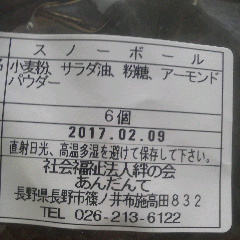 スノーボール
名 小麦粉、サラダ油、粉糖、アーモンド
パウダー
6個
2017.02.09
直射日光、高温多湿を避けて保存して下さい。
社会福祉法人絆の会
あんだんて
長野県長野市篠ノ井布施高田832
TEL 026-213-6122